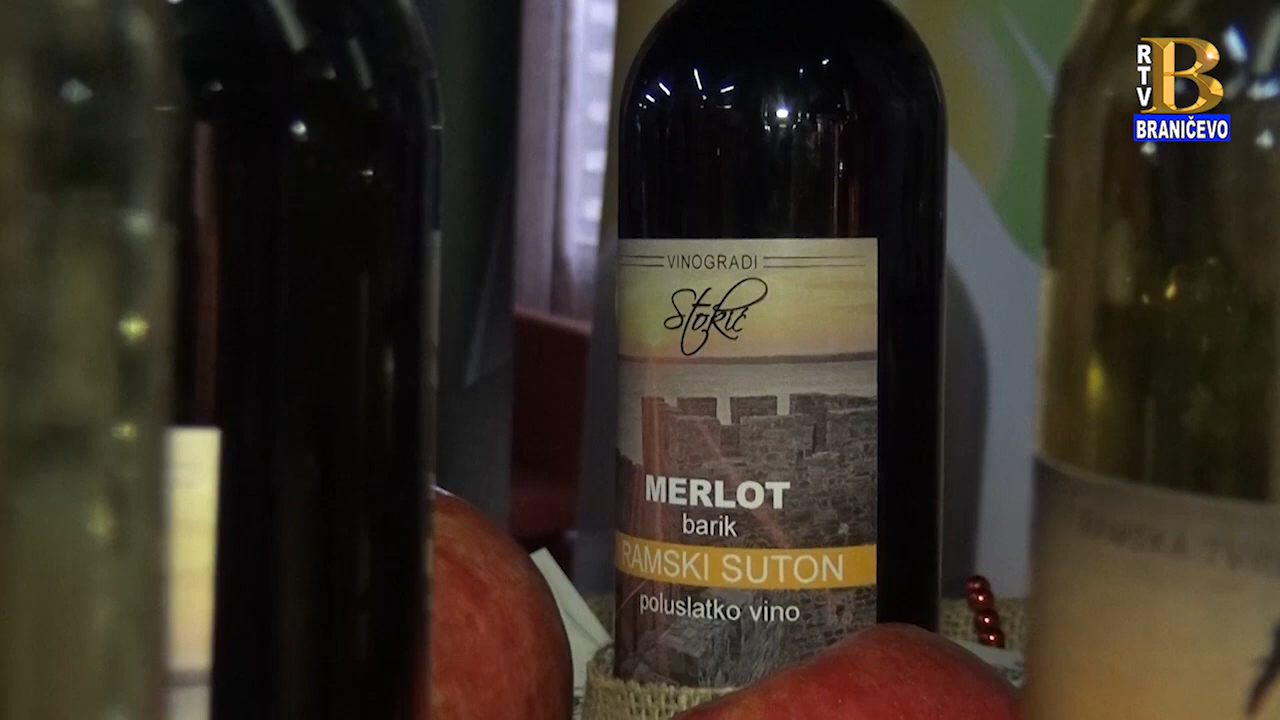 RTV
BRANIČEVO
VINOGRADI
Stokić
MERLOT
barik
RAMSKI SUTON
poluslatko vino